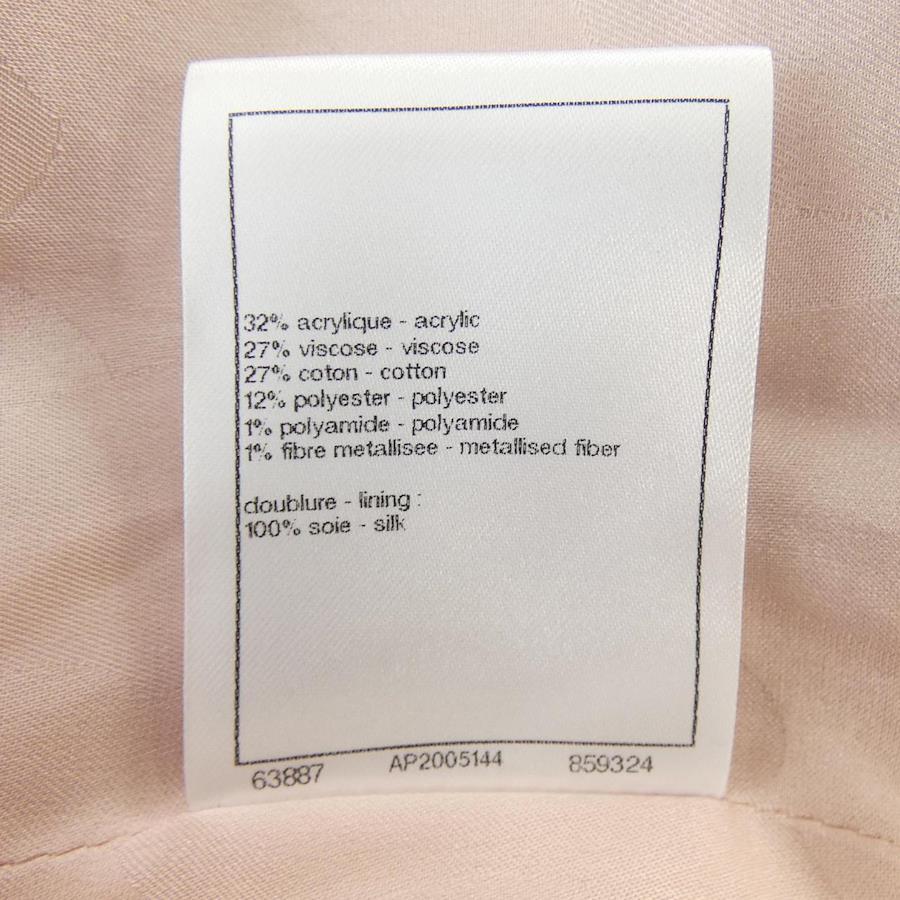 32% acrylique - acrylic
27% viscose - viscose
27% coton - cotton
12% polyester - polyester
1% polyamide - polyamide
1% fibre metallisee - metallised fiber
doublure - lining :
100% soie - silk
63887 AP2005144 859324